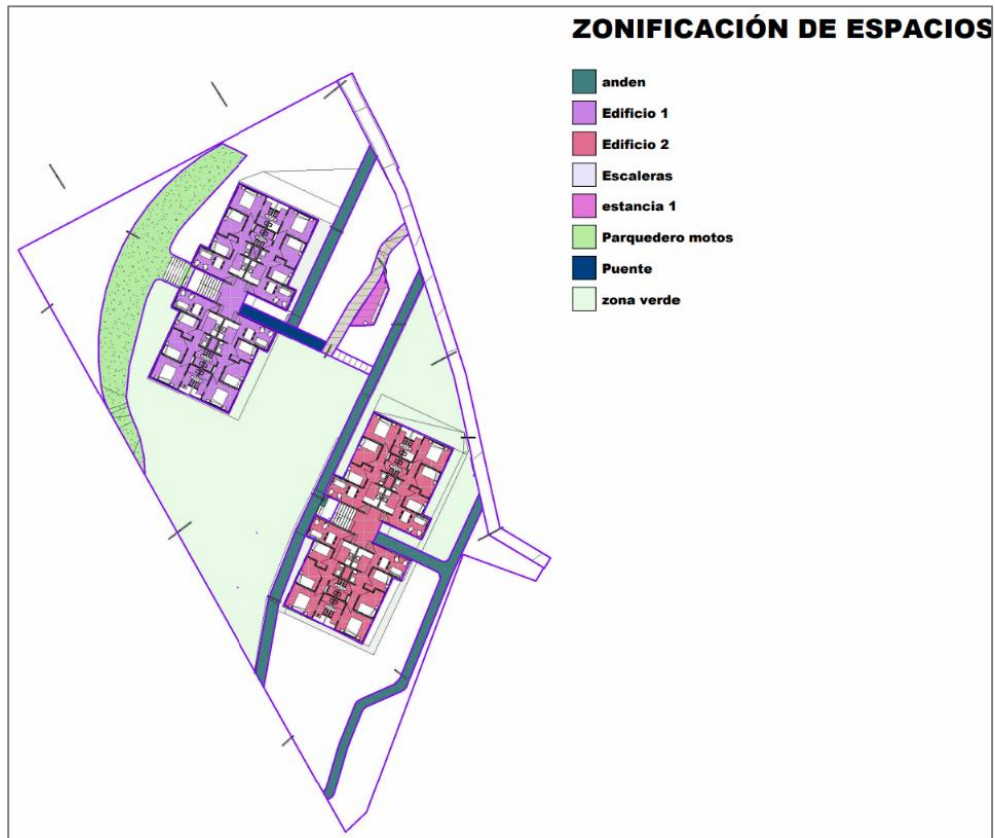 ZONIFICACIÓN DE ESPACIOS
anden
Edificio 1
Edificio 2
Escaleras
estancia 1
Parquedero motos
Puente
zona verde